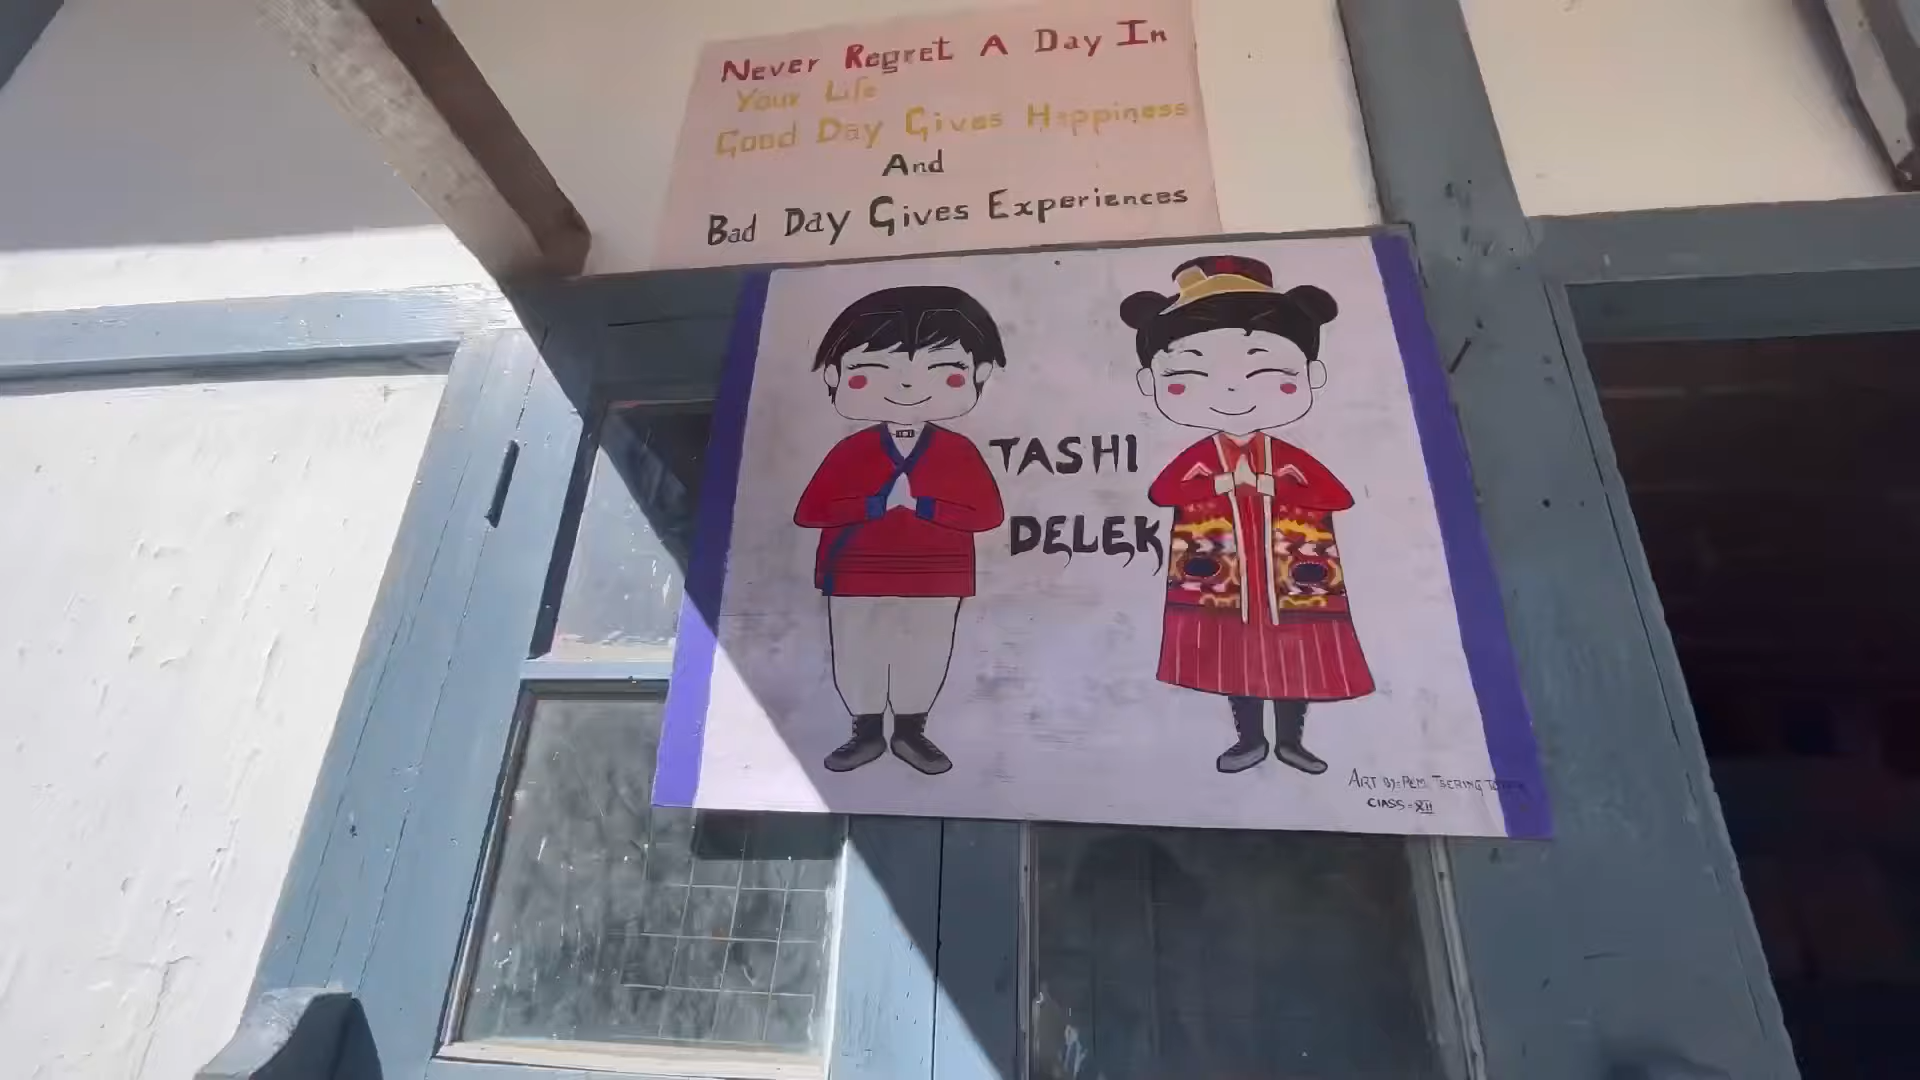 Never Regret A Day In
Your Life
Good Day Gives Happiness
And
Bad Day Gives Experiences
TASHI
DELEK
ART BY: PEM TSERING
CLASS = XII